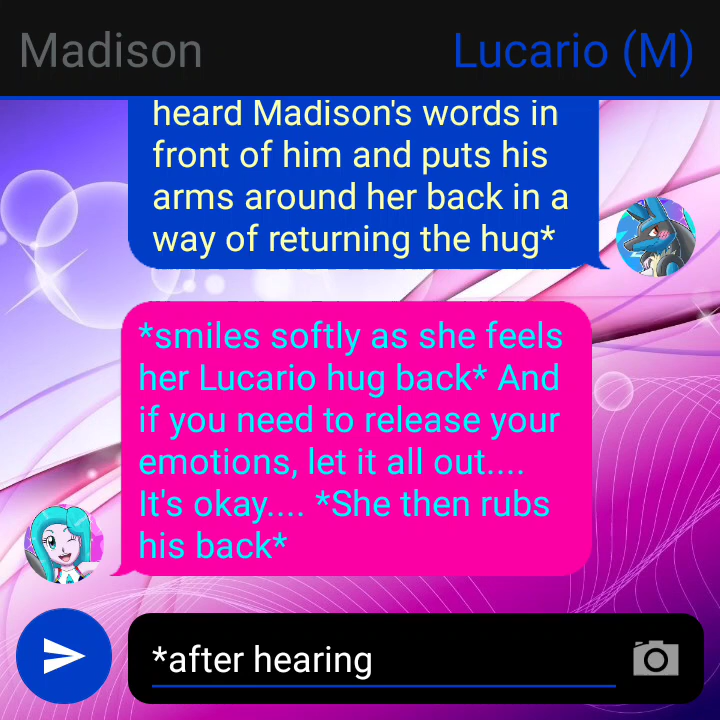 Madison
Lucario (M)
heard Madison's words in
front of him and puts his
arms around her back in a
way of returning the hug*
*smiles softly as she feels
her Lucario hug back* And
if you need to release your
emotions, let it all out....
It's okay.... *She then rubs
his back*
*after hearing